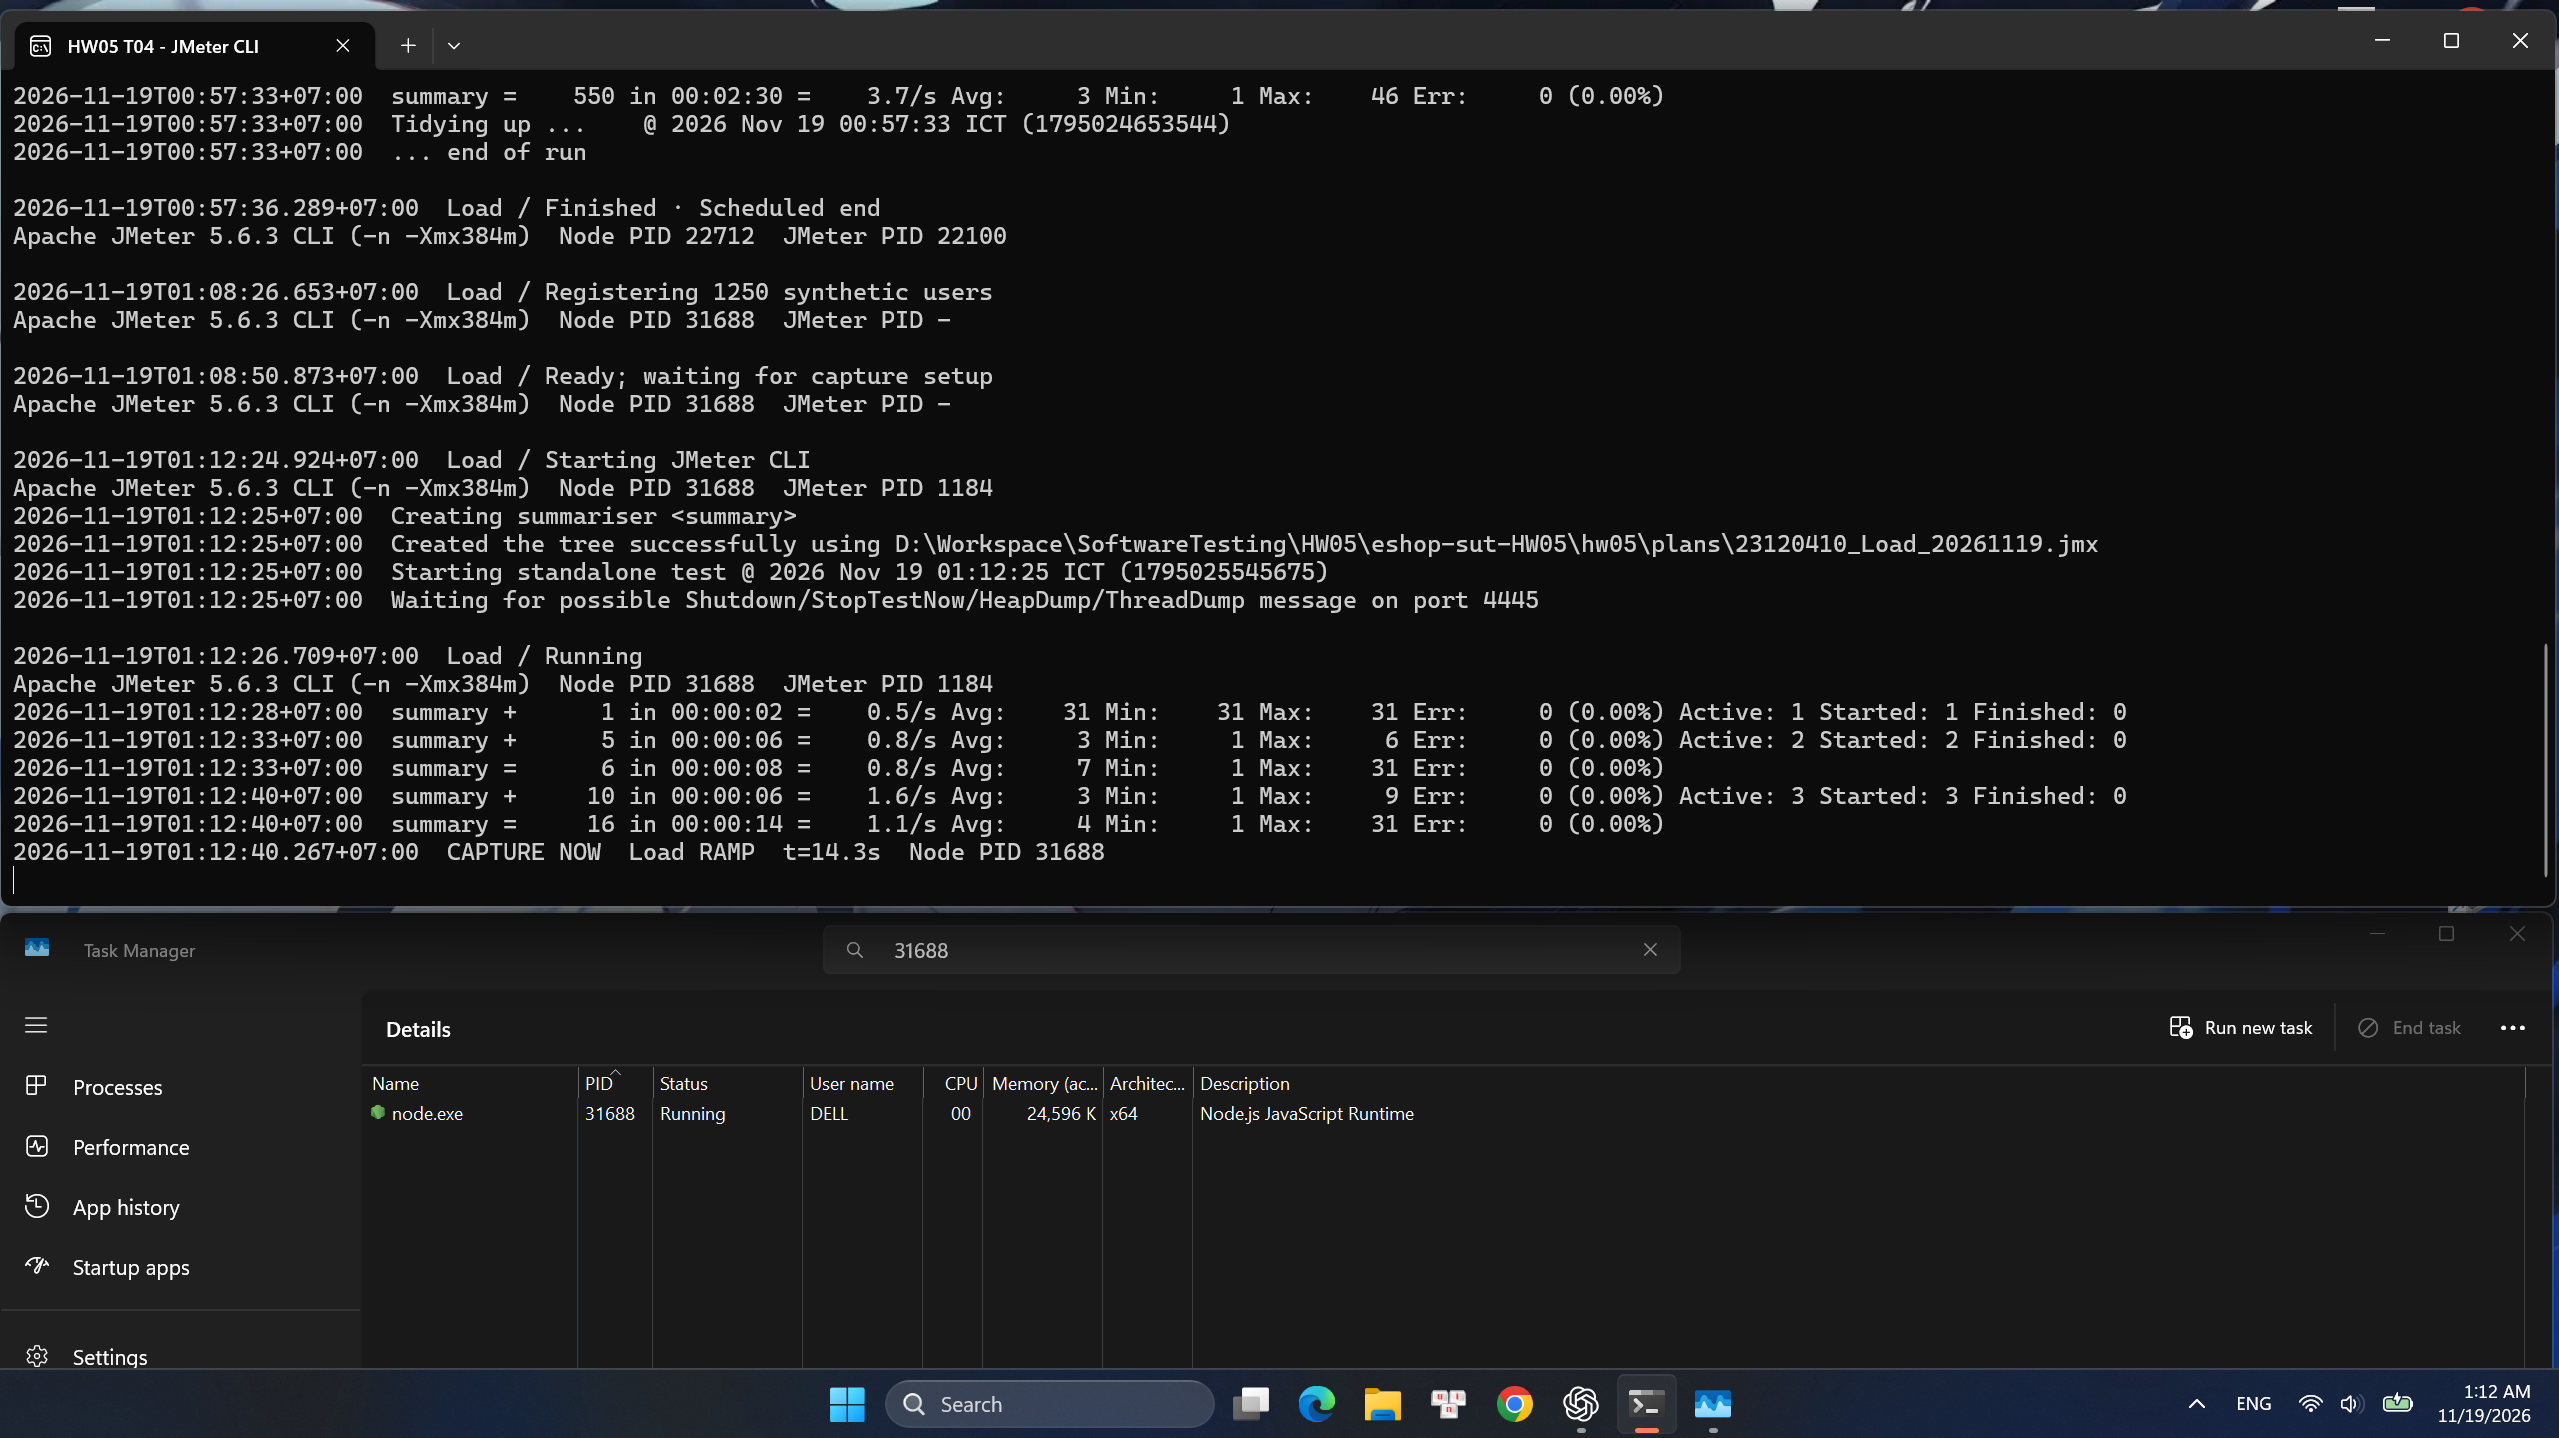 HW05 T04 - JMeter CLI
2026-11-19T00:57:33+07:00  summary =    550 in 00:02:30 =    3.7/s Avg:     3 Min:     1 Max:    46 Err:     0 (0.00%)
2026-11-19T00:57:33+07:00  Tidying up ...    @ 2026 Nov 19 00:57:33 ICT (1795024653544)
2026-11-19T00:57:33+07:00  ... end of run
2026-11-19T00:57:36.289+07:00  Load / Finished · Scheduled end
Apache JMeter 5.6.3 CLI (-n -Xmx384m)  Node PID 22712  JMeter PID 22100
2026-11-19T01:08:26.653+07:00  Load / Registering 1250 synthetic users
Apache JMeter 5.6.3 CLI (-n -Xmx384m)  Node PID 31688  JMeter PID -
2026-11-19T01:08:50.873+07:00  Load / Ready; waiting for capture setup
Apache JMeter 5.6.3 CLI (-n -Xmx384m)  Node PID 31688  JMeter PID -
2026-11-19T01:12:24.924+07:00  Load / Starting JMeter CLI
Apache JMeter 5.6.3 CLI (-n -Xmx384m)  Node PID 31688  JMeter PID 1184
2026-11-19T01:12:25+07:00  Creating summariser <summary>
2026-11-19T01:12:25+07:00  Created the tree successfully using D:\Workspace\SoftwareTesting\HW05\eshop-sut-HW05\hw05\plans\23120410_Load_20261119.jmx
2026-11-19T01:12:25+07:00  Starting standalone test @ 2026 Nov 19 01:12:25 ICT (1795025545675)
2026-11-19T01:12:25+07:00  Waiting for possible Shutdown/StopTestNow/HeapDump/ThreadDump message on port 4445
2026-11-19T01:12:26.709+07:00  Load / Running
Apache JMeter 5.6.3 CLI (-n -Xmx384m)  Node PID 31688  JMeter PID 1184
2026-11-19T01:12:28+07:00  summary +      1 in 00:00:02 =    0.5/s Avg:    31 Min:    31 Max:    31 Err:     0 (0.00%) Active: 1 Started: 1 Finished: 0
2026-11-19T01:12:33+07:00  summary +      5 in 00:00:06 =    0.8/s Avg:     3 Min:     1 Max:     6 Err:     0 (0.00%) Active: 2 Started: 2 Finished: 0
2026-11-19T01:12:33+07:00  summary =      6 in 00:00:08 =    0.8/s Avg:     7 Min:     1 Max:    31 Err:     0 (0.00%)
2026-11-19T01:12:40+07:00  summary +     10 in 00:00:06 =    1.6/s Avg:     3 Min:     1 Max:     9 Err:     0 (0.00%) Active: 3 Started: 3 Finished: 0
2026-11-19T01:12:40+07:00  summary =     16 in 00:00:14 =    1.1/s Avg:     4 Min:     1 Max:    31 Err:     0 (0.00%)
2026-11-19T01:12:40.267+07:00  CAPTURE NOW  Load RAMP  t=14.3s  Node PID 31688
Task Manager
31688
Details
Run new task
End task
Processes
Performance
App history
Startup apps
Settings
Name PID Status User name CPU Memory (ac... Architec... Description
node.exe 31688 Running DELL 00 24,596 K x64 Node.js JavaScript Runtime
Search
ENG
1:12 AM
11/19/2026